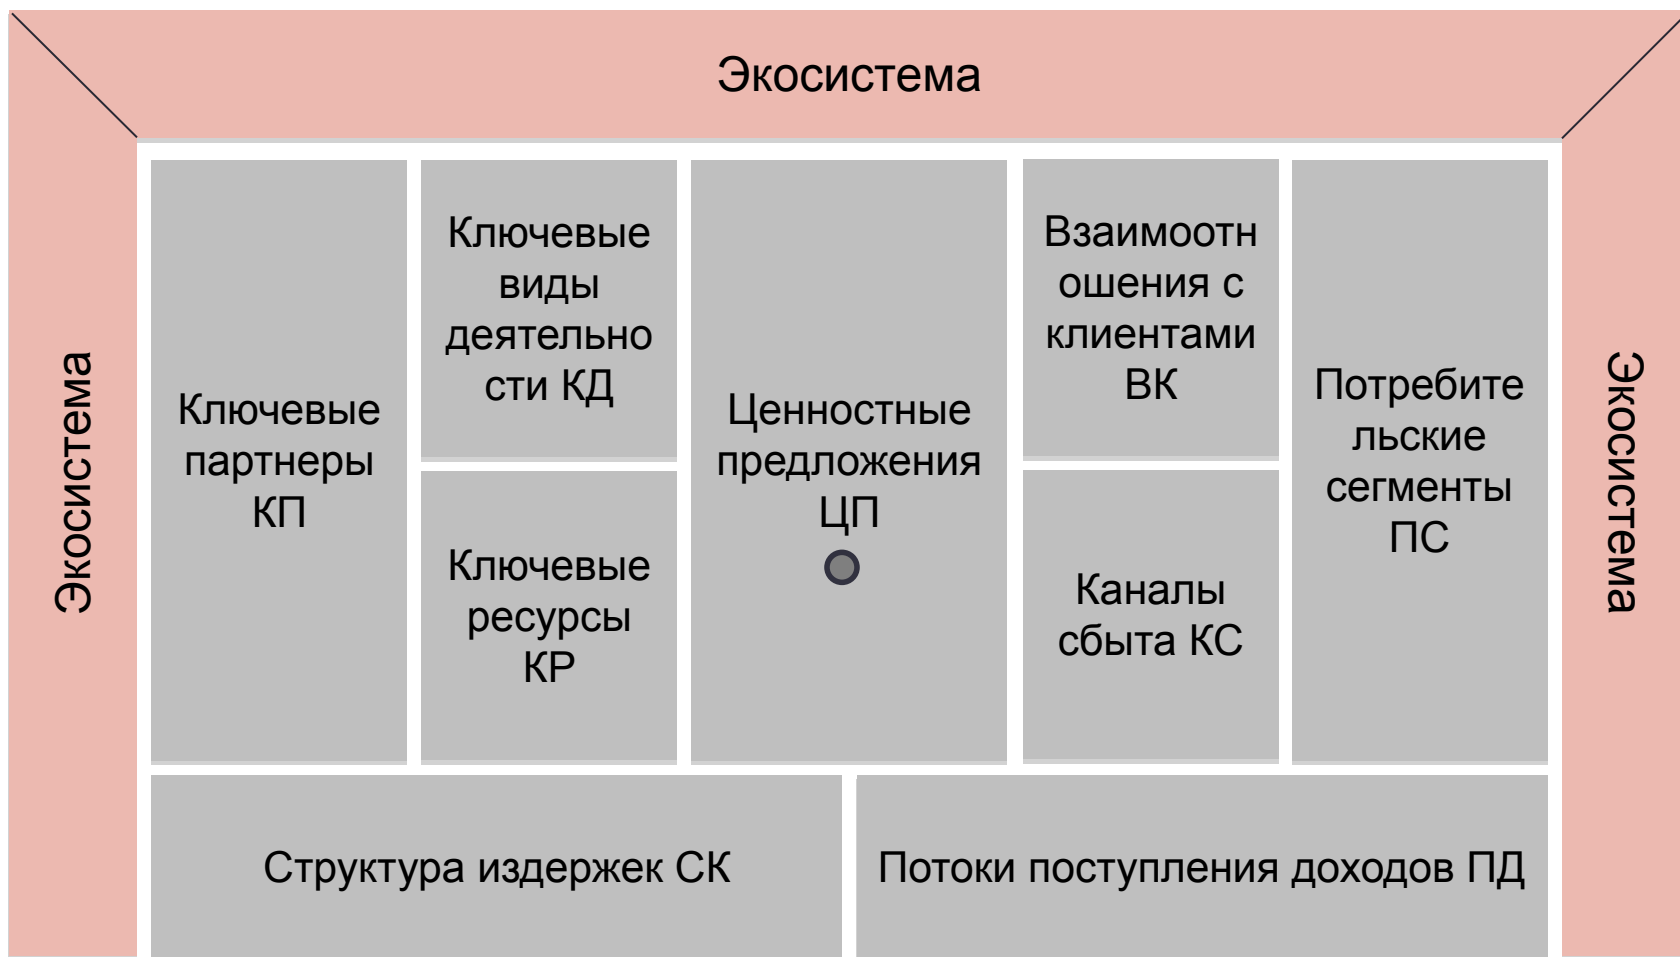 Экосистема
Экосистема
Ключевые
партнеры
КП
Ключевые
виды
деятельно
сти КД
Ключевые
ресурсы
КР
Ценностные
предложения
ЦП
Взаимоотн
ошения с
клиентами
ВК
Каналы
сбыта КС
Потребите
льские
сегменты
ПС
Экосистема
Структура издержек СК
Потоки поступления доходов ПД